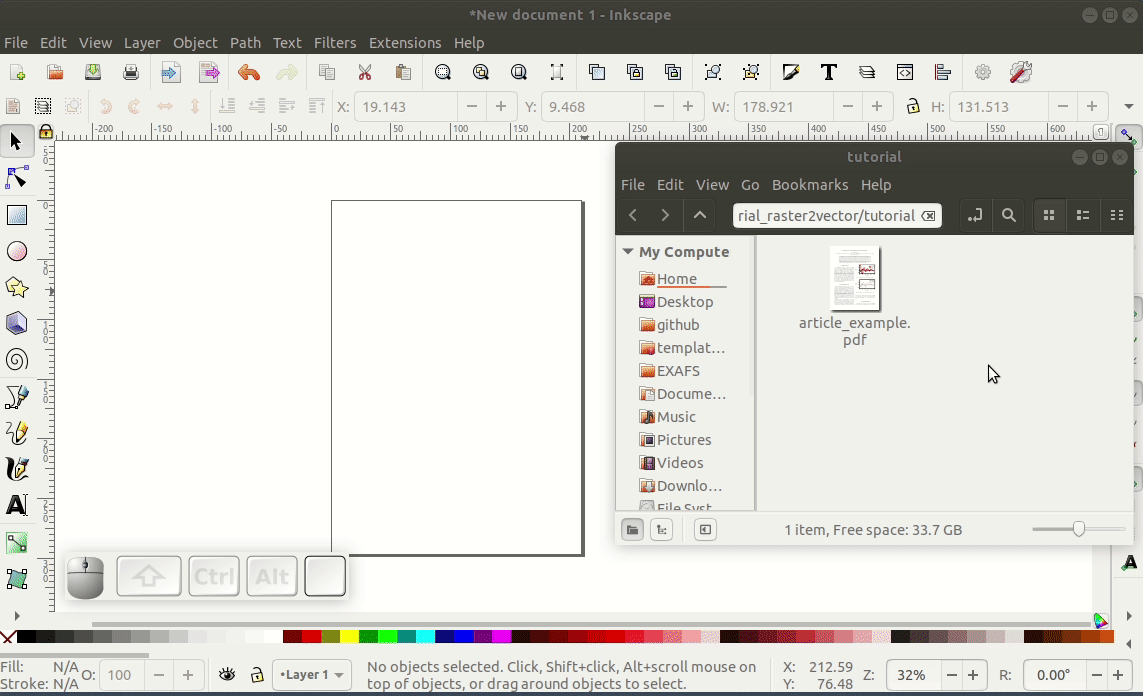 *New document 1 - Inkscape
File Edit View Layer Object Path Text Filters Extensions Help
X: 19.143 Y: 9.468 W: 178.921 H: 131.513
-200 -150 -100 -50 0 50 100 150 200 250 300 350 400 450 500 550 600
tutorial
File Edit View Go Bookmarks Help
rial_raster2vector/tutorial
My Compute
Home
Desktop
github
templat...
EXAFS
Docume...
Music
Pictures
Videos
Downlo...
File Syst
article_example.
pdf
1 item, Free space: 33.7 GB
Ctrl Alt
Fill: N/A
Stroke: N/A
O: 100
•Layer 1
No objects selected. Click, Shift+click, Alt+scroll mouse on
top of objects, or drag around objects to select.
X: 212.59
Y: 76.48
Z: 32%
R: 0.00°